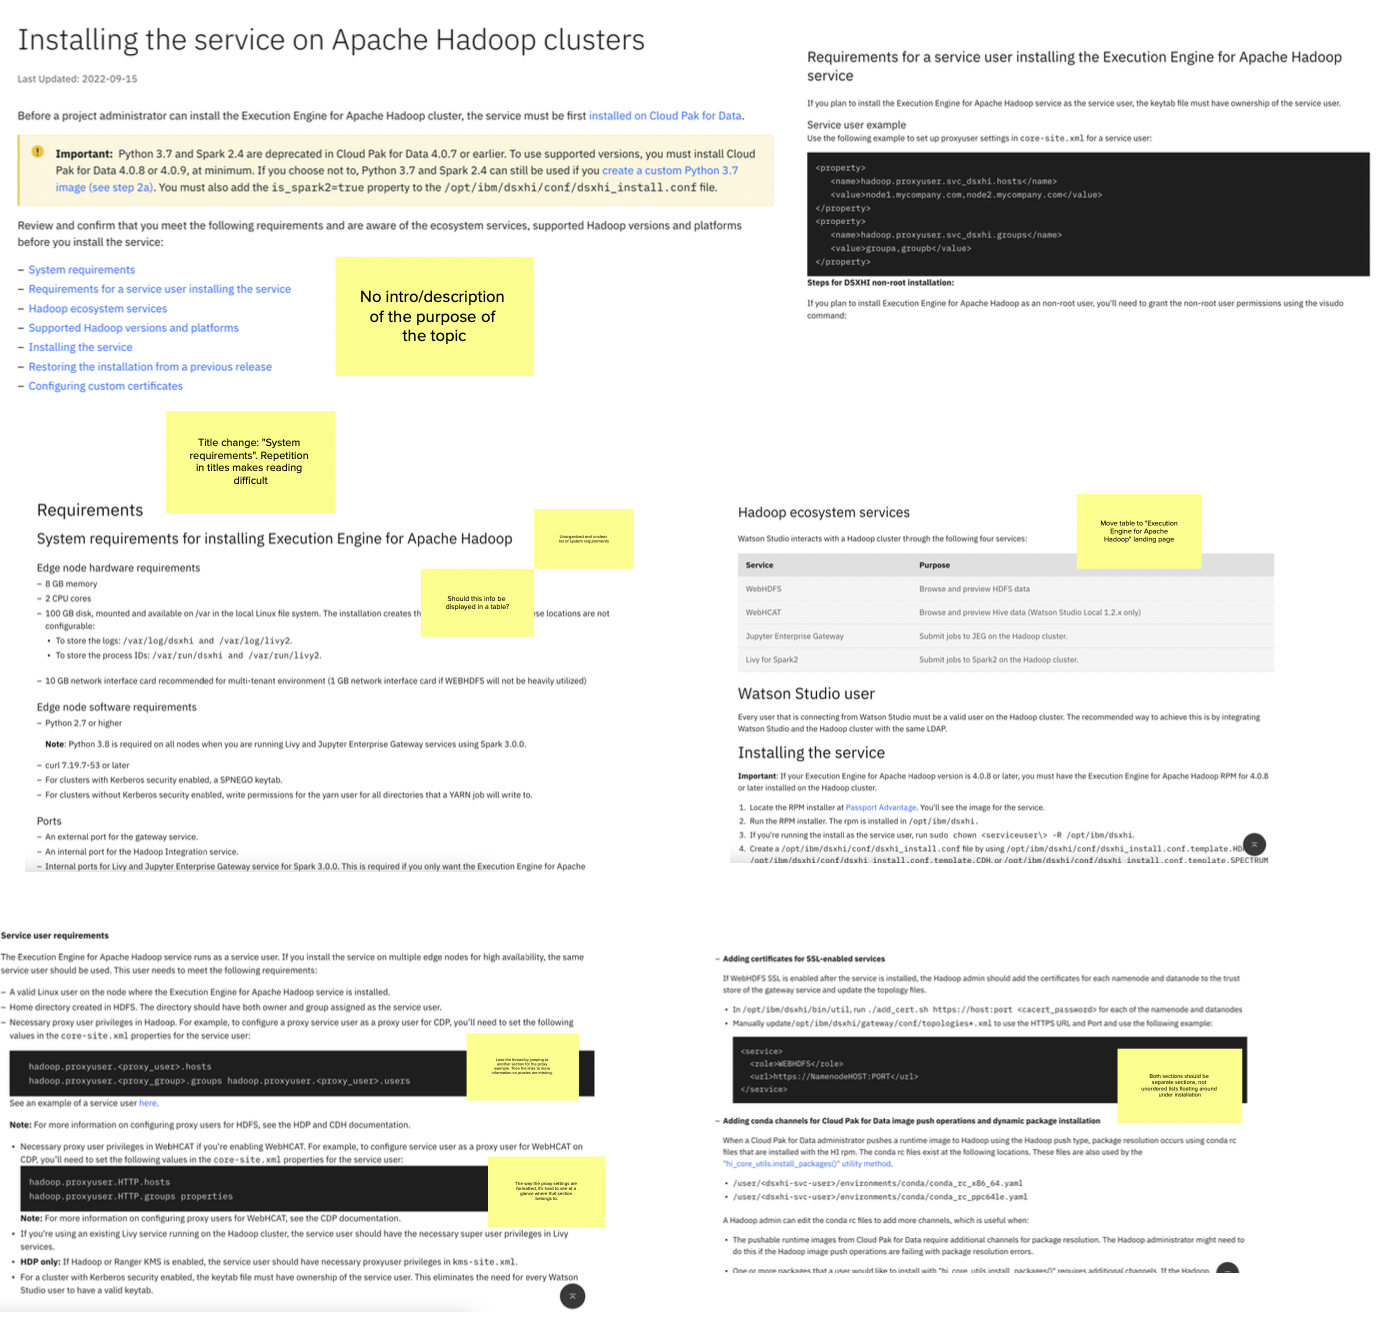 Installing the service on Apache Hadoop clusters
Last Updated: 2022-09-15
Before a project administrator can install the Execution Engine for Apache Hadoop cluster, the service must be first installed on Cloud Pak for Data.
Important: Python 3.7 and Spark 2.4 are deprecated in Cloud Pak for Data 4.0.7 or earlier. To use supported versions, you must install Cloud
Pak for Data 4.0.8 or 4.0.9, at minimum. If you choose not to, Python 3.7 and Spark 2.4 can still be used if you create a custom Python 3.7
image (see step 2a). You must also add the is_spark2=true property to the /opt/ibm/dsxhi/conf/dsxhi_install.conf file.
Review and confirm that you meet the following requirements and are aware of the ecosystem services, supported Hadoop versions and platforms
before you install the service:
– System requirements
– Requirements for a service user installing the service
– Hadoop ecosystem services
– Supported Hadoop versions and platforms
– Installing the service
– Restoring the installation from a previous release
– Configuring custom certificates
No intro/description
of the purpose of
the topic
Requirements for a service user installing the Execution Engine for Apache Hadoop
service
If you plan to install the Execution Engine for Apache Hadoop service as the service user, the keytab file must have ownership of the service user.
Service user example
Use the following example to set up proxyuser settings in core-site.xml for a service user:
<property>
<name>hadoop.proxyuser.svc_dsxhi.hosts</name>
<value>node1.mycompany.com,node2.mycompany.com</value>
</property>
<property>
<name>hadoop.proxyuser.svc_dsxhi.groups</name>
<value>groupa,groupb</value>
</property>
Steps for DSXHI non-root installation:
If you plan to install Execution Engine for Apache Hadoop as an non-root user, you'll need to grant the non-root user permissions using the visudo
command:
Title change: "System
requirements". Repetition
in titles makes reading
difficult
Requirements
System requirements for installing Execution Engine for Apache Hadoop
Unorganized and unclear
list of system requirements
Edge node hardware requirements
– 8 GB memory
– 2 CPU cores
– 100 GB disk, mounted and available on /var in the local Linux file system. The installation creates th
se locations are not
configurable:
• To store the logs: /var/log/dsxhi and /var/log/livy2.
• To store the process IDs: /var/run/dsxhi and /var/run/livy2.
Should this info be
displayed in a table?
– 10 GB network interface card recommended for multi-tenant environment (1 GB network interface card if WEBHDFS will not be heavily utilized)
Edge node software requirements
– Python 2.7 or higher
Note: Python 3.8 is required on all nodes when you are running Livy and Jupyter Enterprise Gateway services using Spark 3.0.0.
– curl 7.19.7-53 or later
– For clusters with Kerberos security enabled, a SPNEGO keytab.
– For clusters without Kerberos security enabled, write permissions for the yarn user for all directories that a YARN job will write to.
Ports
– An external port for the gateway service.
– An internal port for the Hadoop Integration service.
– Internal ports for Livy and Jupyter Enterprise Gateway service for Spark 3.0.0. This is required if you only want the Execution Engine for Apache
Hadoop ecosystem services
Watson Studio interacts with a Hadoop cluster through the following four services:
Move table to "Execution
Engine for Apache
Hadoop" landing page
Service Purpose
WebHDFS Browse and preview HDFS data
WebHCAT Browse and preview Hive data (Watson Studio Local 1.2.x only)
Jupyter Enterprise Gateway Submit jobs to JEG on the Hadoop cluster.
Livy for Spark2 Submit jobs to Spark2 on the Hadoop cluster.
Watson Studio user
Every user that is connecting from Watson Studio must be a valid user on the Hadoop cluster. The recommended way to achieve this is by integrating
Watson Studio and the Hadoop cluster with the same LDAP.
Installing the service
Important: If your Execution Engine for Apache Hadoop version is 4.0.8 or later, you must have the Execution Engine for Apache Hadoop RPM for 4.0.8
or later installed on the Hadoop cluster.
1. Locate the RPM installer at Passport Advantage. You'll see the image for the service.
2. Run the RPM installer. The rpm is installed in /opt/ibm/dsxhi.
3. If you're running the install as the service user, run sudo chown <serviceuser\> -R /opt/ibm/dsxhi.
4. Create a /opt/ibm/dsxhi/conf/dsxhi_install.conf file by using /opt/ibm/dsxhi/conf/dsxhi_install.conf.template.HD
/opt/ibm/dsxhi/conf/dsxhi_install.conf.template.CDH or /opt/ibm/dsxhi/conf/dsxhi_install.conf.template.SPECTRUM
Service user requirements
The Execution Engine for Apache Hadoop service runs as a service user. If you install the service on multiple edge nodes for high availability, the same
service user should be used. This user needs to meet the following requirements:
– A valid Linux user on the node where the Execution Engine for Apache Hadoop service is installed.
– Home directory created in HDFS. The directory should have both owner and group assigned as the service user.
– Necessary proxy user privileges in Hadoop. For example, to configure a proxy service user as a proxy user for CDP, you'll need to set the following
values in the core-site.xml properties for the service user:
hadoop.proxyuser.<proxy_user>.hosts
hadoop.proxyuser.<proxy_group>.groups hadoop.proxyuser.<proxy_user>.users
Lose the thread by jumping to
another section for the proxy
example. Then the links to more
information on proxies are missing.
See an example of a service user here.
Note: For more information on configuring proxy users for HDFS, see the HDP and CDH documentation.
• Necessary proxy user privileges in WebHCAT if you're enabling WebHCAT. For example, to configure service user as a proxy user for WebHCAT on
CDP, you'll need to set the following values in the core-site.xml properties for the service user:
hadoop.proxyuser.HTTP.hosts
hadoop.proxyuser.HTTP.groups properties
The way the proxy settings are
formatted, it's hard to see at a
glance where that section
belongs to.
Note: For more information on configuring proxy users for WebHCAT, see the CDP documentation.
• If you're using an existing Livy service running on the Hadoop cluster, the service user should have the necessary super user privileges in Livy
services.
• HDP only: If Hadoop or Ranger KMS is enabled, the service user should have necessary proxyuser privileges in kms-site.xml.
• For a cluster with Kerberos security enabled, the keytab file must have ownership of the service user. This eliminates the need for every Watson
Studio user to have a valid keytab.
– Adding certificates for SSL-enabled services
If WebHDFS SSL is enabled after the service is installed, the Hadoop admin should add the certificates for each namenode and datanode to the trust
store of the gateway service and update the topology files.
• In /opt/ibm/dsxhi/bin/util, run ./add_cert.sh https://host:port <cacert_password> for each of the namenode and datanodes
• Manually update/opt/ibm/dsxhi/gateway/conf/topologies*.xml to use the HTTPS URL and Port and use the following example:
<service>
<role>WEBHDFS</role>
<url>https://NamenodeHOST:PORT</url>
</service>
Both sections should be
separate sections, not
unordered lists floating around
under installation
– Adding conda channels for Cloud Pak for Data image push operations and dynamic package installation
When a Cloud Pak for Data administrator pushes a runtime image to Hadoop using the Hadoop push type, package resolution occurs using conda rc
files that are installed with the HI rpm. The conda rc files exist at the following locations. These files are also used by the
"hi_core_utils.install_packages()" utility method.
• /user/<dsxhi-svc-user>/environments/conda/conda_rc_x86_64.yaml
• /user/<dsxhi-svc-user>/environments/conda/conda_rc_ppc64le.yaml
A Hadoop admin can edit the conda rc files to add more channels, which is useful when:
• The pushable runtime images from Cloud Pak for Data require additional channels for package resolution. The Hadoop administrator might need to
do this if the Hadoop image push operations are failing with package resolution errors.
• One or more packages that a user would like to install with "hi_core_utils.install_packages()" requires additional channels. If the Hadoop